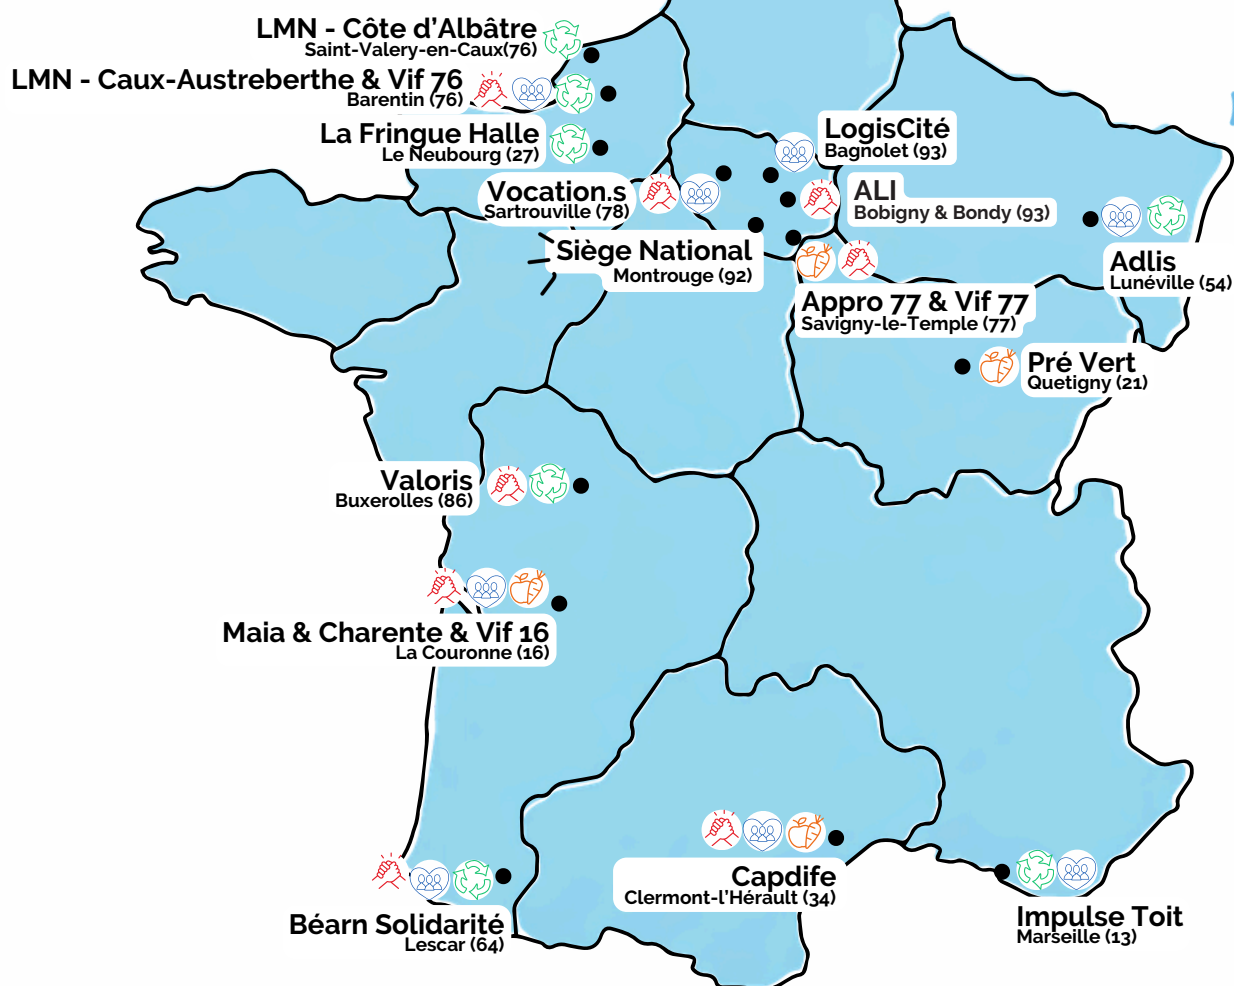 LMN - Côte d’Albâtre
Saint-Valery-en-Caux(76)
LMN - Caux-Austreberthe & Vif 76
Barentin (76)
La Fringue Halle
Le Neubourg (27)
LogisCité
Bagnolet (93)
Vocation.s
Sartrouville (78)
ALI
Bobigny & Bondy (93)
Siège National
Montrouge (92)
Adlis
Lunéville (54)
Appro 77 & Vif 77
Savigny-le-Temple (77)
Pré Vert
Quetigny (21)
Valoris
Buxerolles (86)
Maia & Charente & Vif 16
La Couronne (16)
Capdife
Clermont-l’Hérault (34)
Béarn Solidarité
Lescar (64)
Impulse Toit
Marseille (13)